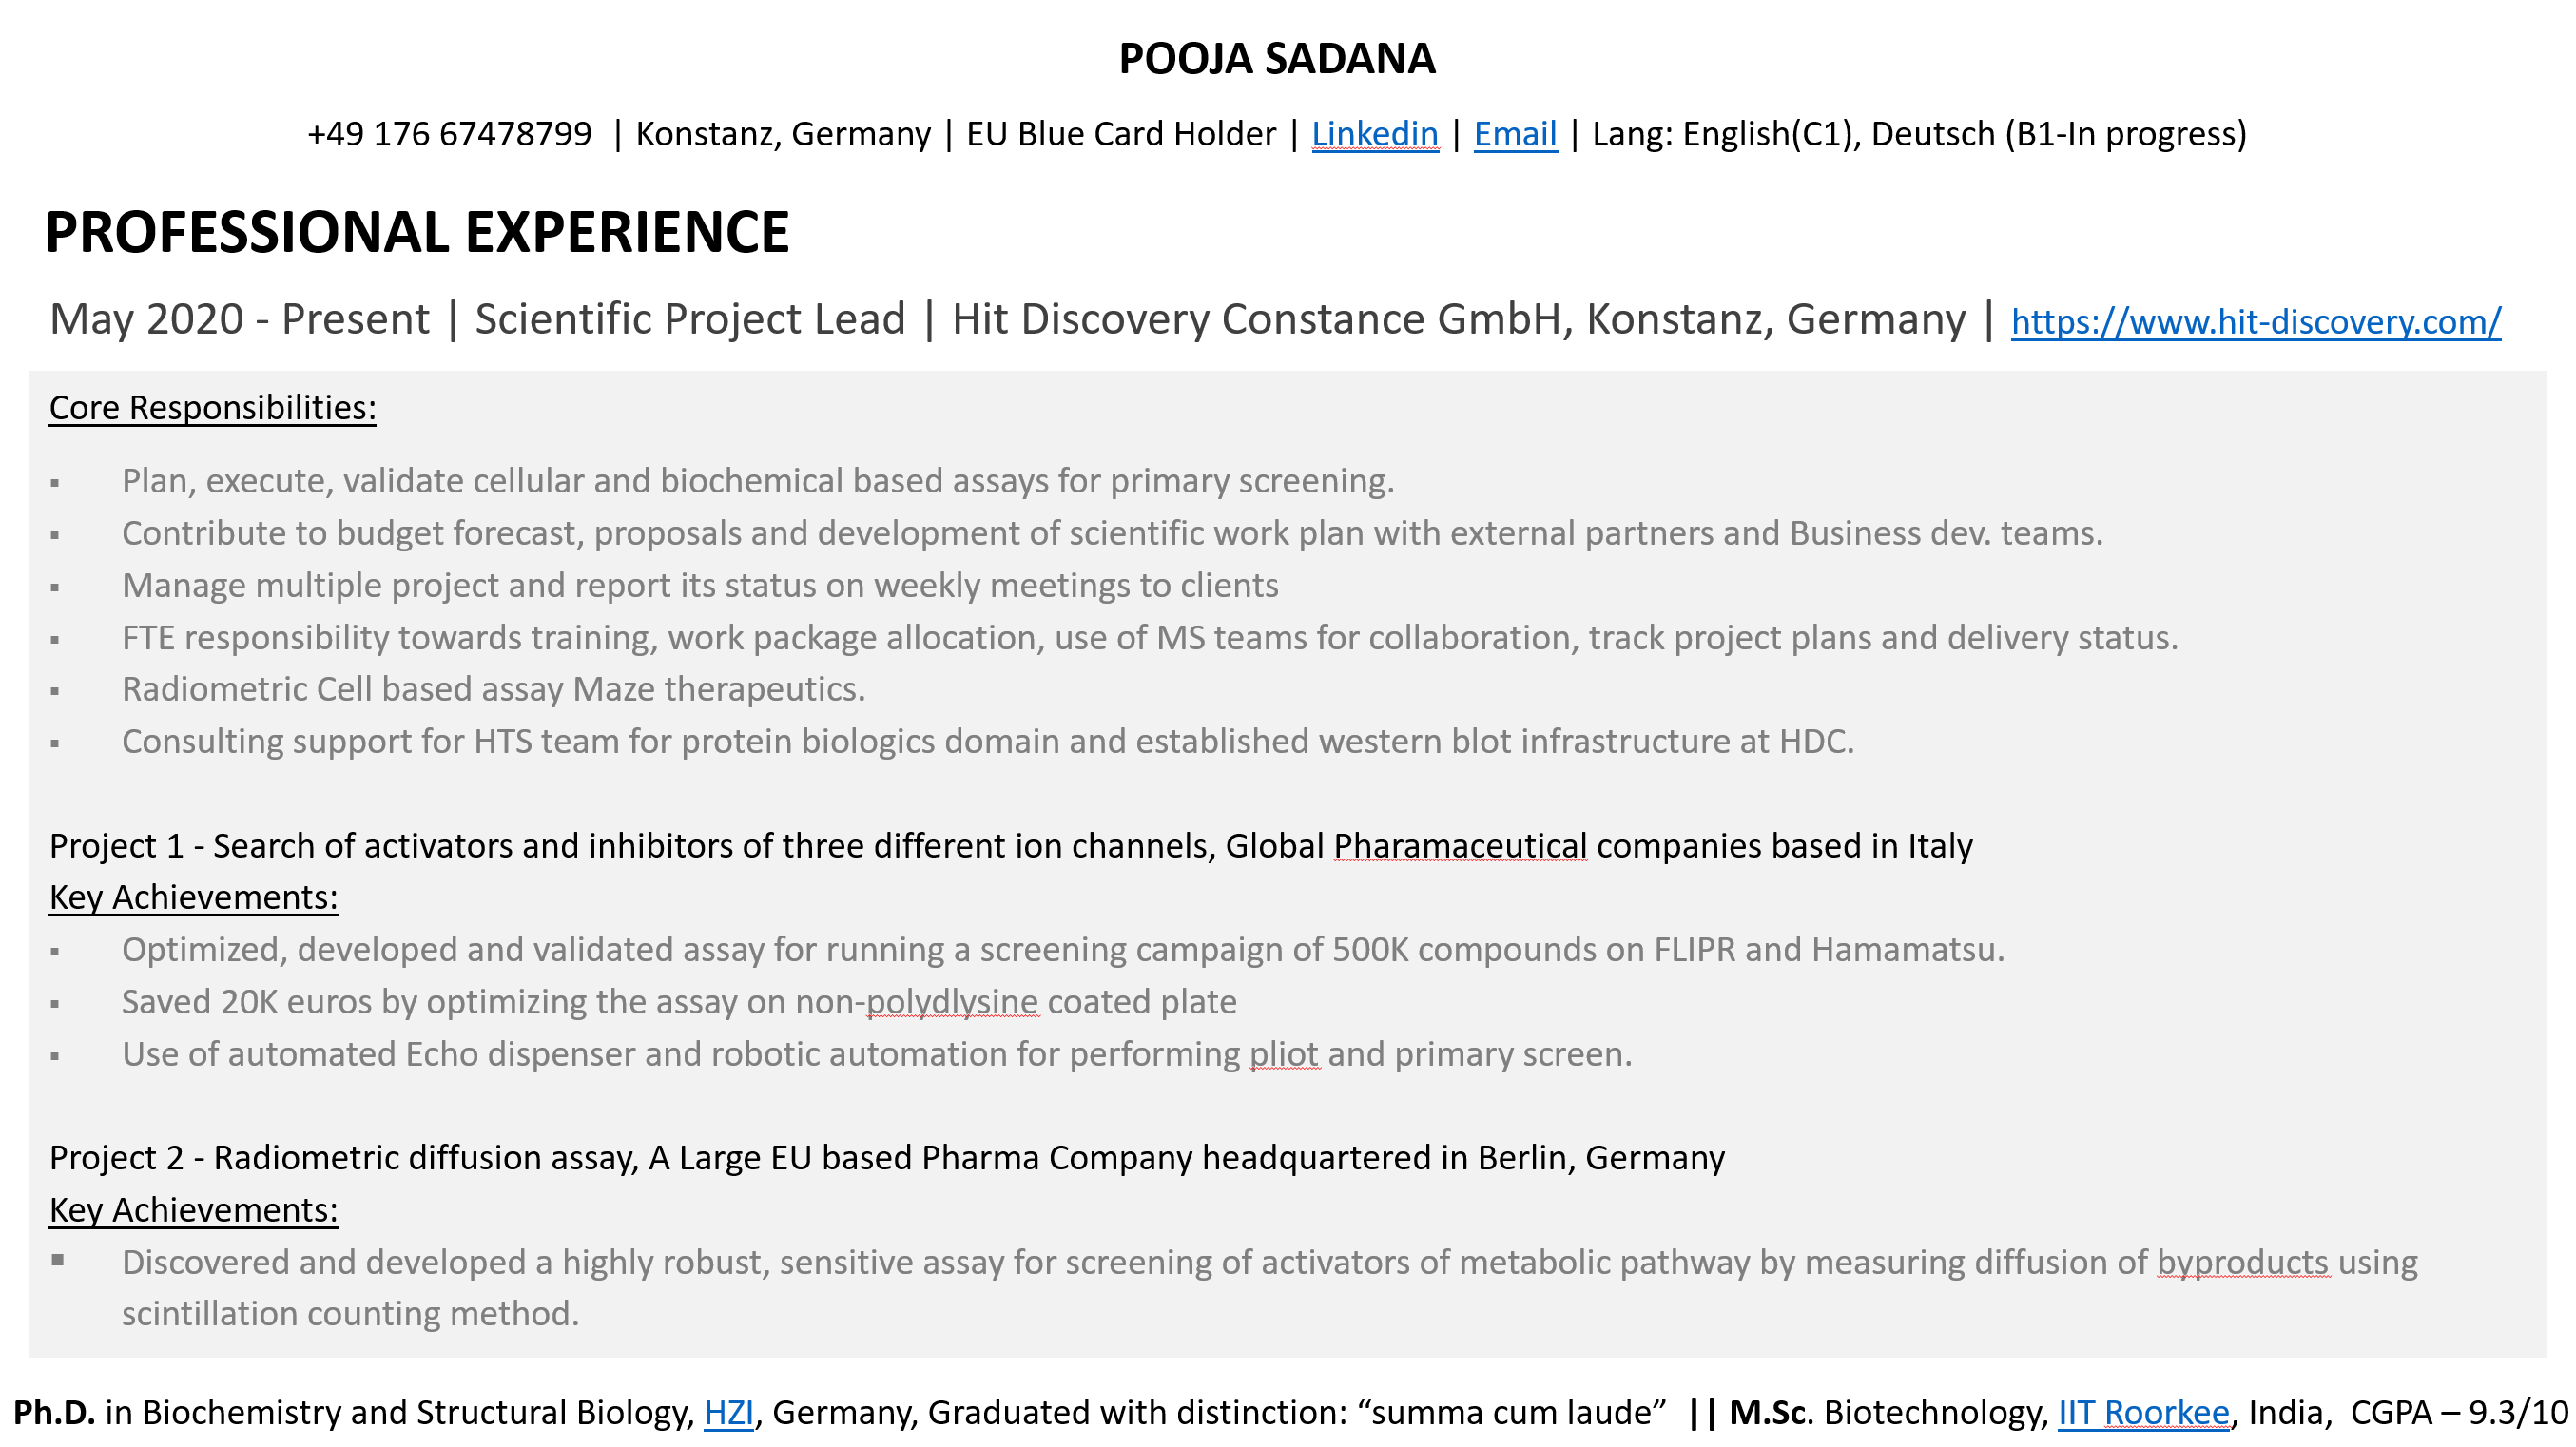 POOJA SADANA
+49 176 67478799 | Konstanz, Germany | EU Blue Card Holder | Linkedin | Email | Lang: English(C1), Deutsch (B1-In progress)
PROFESSIONAL EXPERIENCE
May 2020 - Present | Scientific Project Lead | Hit Discovery Constance GmbH, Konstanz, Germany | https://www.hit-discovery.com/
Core Responsibilities:
▪ Plan, execute, validate cellular and biochemical based assays for primary screening.
▪ Contribute to budget forecast, proposals and development of scientific work plan with external partners and Business dev. teams.
▪ Manage multiple project and report its status on weekly meetings to clients
▪ FTE responsibility towards training, work package allocation, use of MS teams for collaboration, track project plans and delivery status.
▪ Radiometric Cell based assay Maze therapeutics.
▪ Consulting support for HTS team for protein biologics domain and established western blot infrastructure at HDC.
Project 1 - Search of activators and inhibitors of three different ion channels, Global Pharamaceutical companies based in Italy
Key Achievements:
▪ Optimized, developed and validated assay for running a screening campaign of 500K compounds on FLIPR and Hamamatsu.
▪ Saved 20K euros by optimizing the assay on non-polydlysine coated plate
▪ Use of automated Echo dispenser and robotic automation for performing pliot and primary screen.
Project 2 - Radiometric diffusion assay, A Large EU based Pharma Company headquartered in Berlin, Germany
Key Achievements:
▪ Discovered and developed a highly robust, sensitive assay for screening of activators of metabolic pathway by measuring diffusion of byproducts using
scintillation counting method.
Ph.D. in Biochemistry and Structural Biology, HZI, Germany, Graduated with distinction: “summa cum laude” || M.Sc. Biotechnology, IIT Roorkee, India, CGPA – 9.3/10